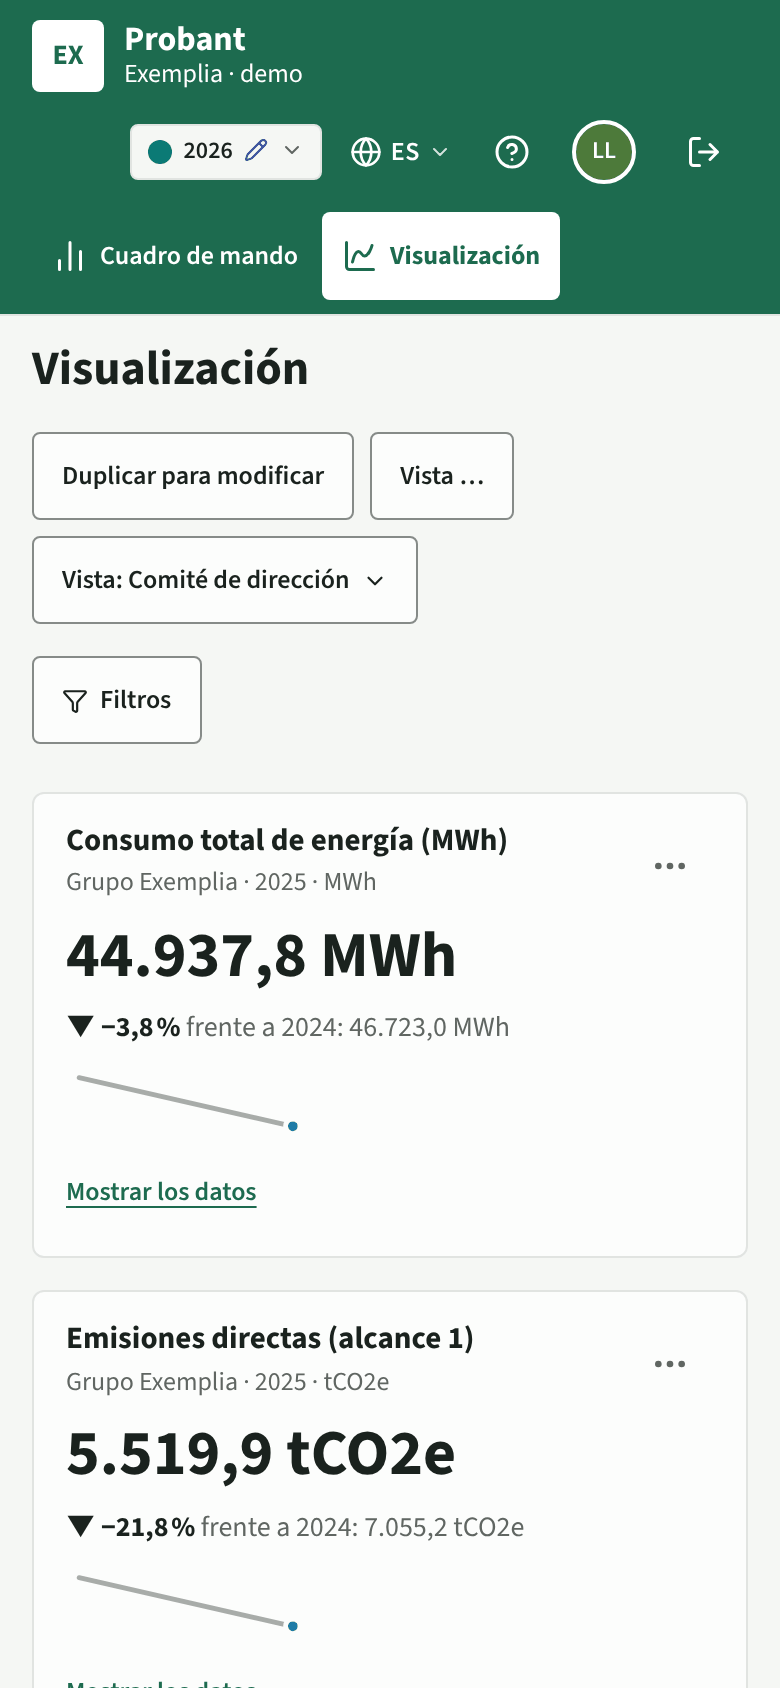 EX
Probant
Exemplia · demo
2026
ES
LL
Cuadro de mando
Visualización
Visualización
Duplicar para modificar
Vista ...
Vista: Comité de dirección
Filtros
Consumo total de energía (MWh)
Grupo Exemplia · 2025 · MWh
44.937,8 MWh
▼ −3,8 % frente a 2024: 46.723,0 MWh
Mostrar los datos
Emisiones directas (alcance 1)
Grupo Exemplia · 2025 · tCO2e
5.519,9 tCO2e
▼ −21,8 % frente a 2024: 7.055,2 tCO2e
Mostrar los datos